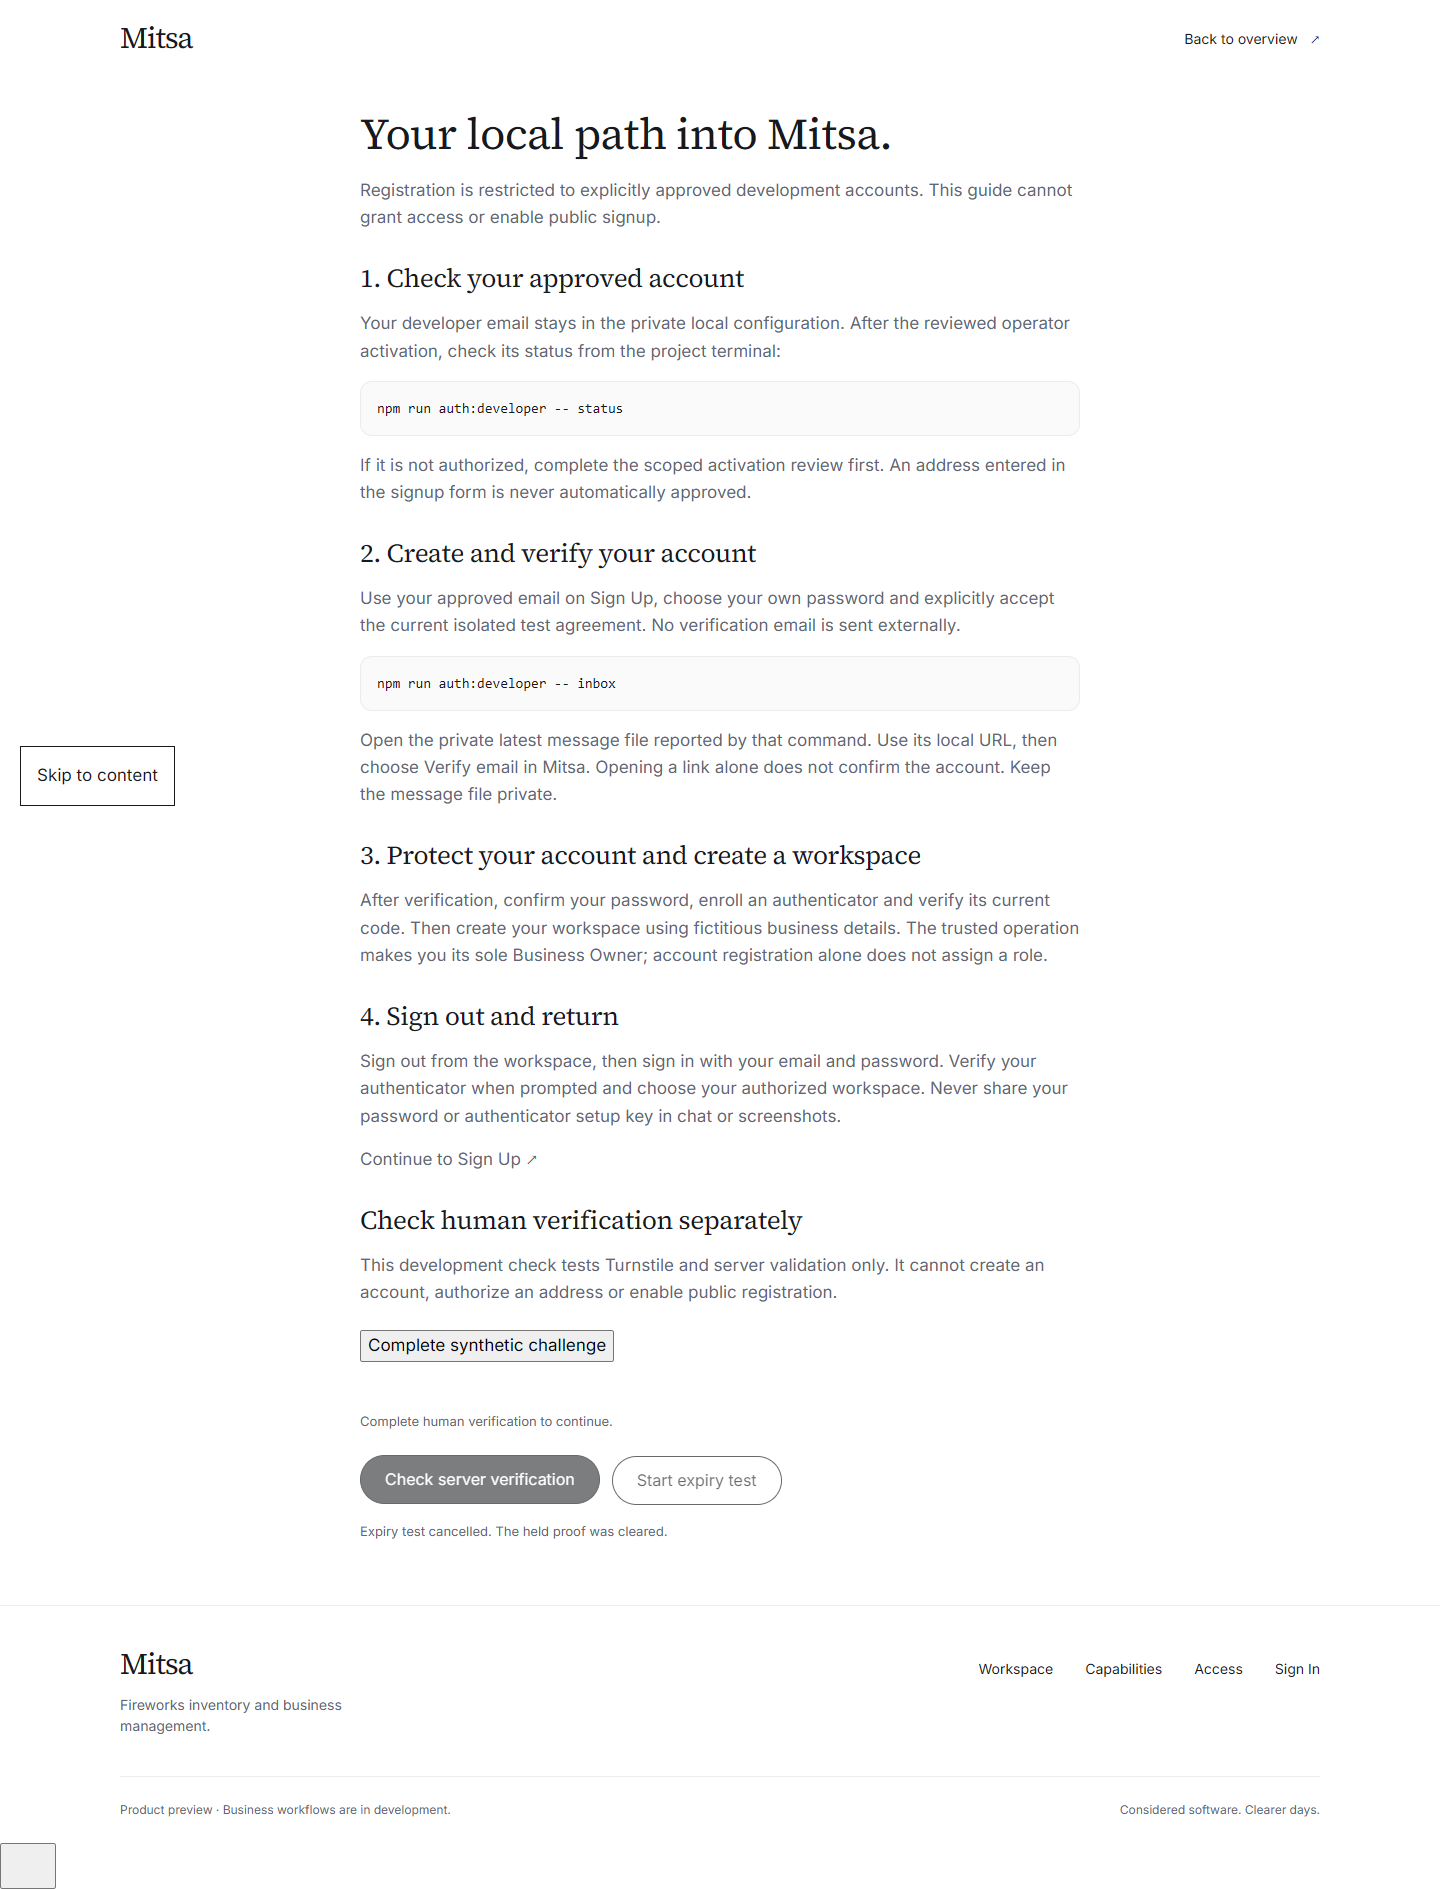 Mitsa
Back to overview ↗
Your local path into Mitsa.
Registration is restricted to explicitly approved development accounts. This guide cannot
grant access or enable public signup.
1. Check your approved account
Your developer email stays in the private local configuration. After the reviewed operator
activation, check its status from the project terminal:
npm run auth:developer -- status
If it is not authorized, complete the scoped activation review first. An address entered in
the signup form is never automatically approved.
2. Create and verify your account
Use your approved email on Sign Up, choose your own password and explicitly accept
the current isolated test agreement. No verification email is sent externally.
npm run auth:developer -- inbox
Open the private latest message file reported by that command. Use its local URL, then
choose Verify email in Mitsa. Opening a link alone does not confirm the account. Keep
the message file private.
Skip to content
3. Protect your account and create a workspace
After verification, confirm your password, enroll an authenticator and verify its current
code. Then create your workspace using fictitious business details. The trusted operation
makes you its sole Business Owner; account registration alone does not assign a role.
4. Sign out and return
Sign out from the workspace, then sign in with your email and password. Verify your
authenticator when prompted and choose your authorized workspace. Never share your
password or authenticator setup key in chat or screenshots.
Continue to Sign Up ↗
Check human verification separately
This development check tests Turnstile and server validation only. It cannot create an
account, authorize an address or enable public registration.
Complete synthetic challenge
Complete human verification to continue.
Check server verification
Start expiry test
Expiry test cancelled. The held proof was cleared.
Mitsa
Fireworks inventory and business
management.
Workspace
Capabilities
Access
Sign In
Product preview · Business workflows are in development.
Considered software. Clearer days.